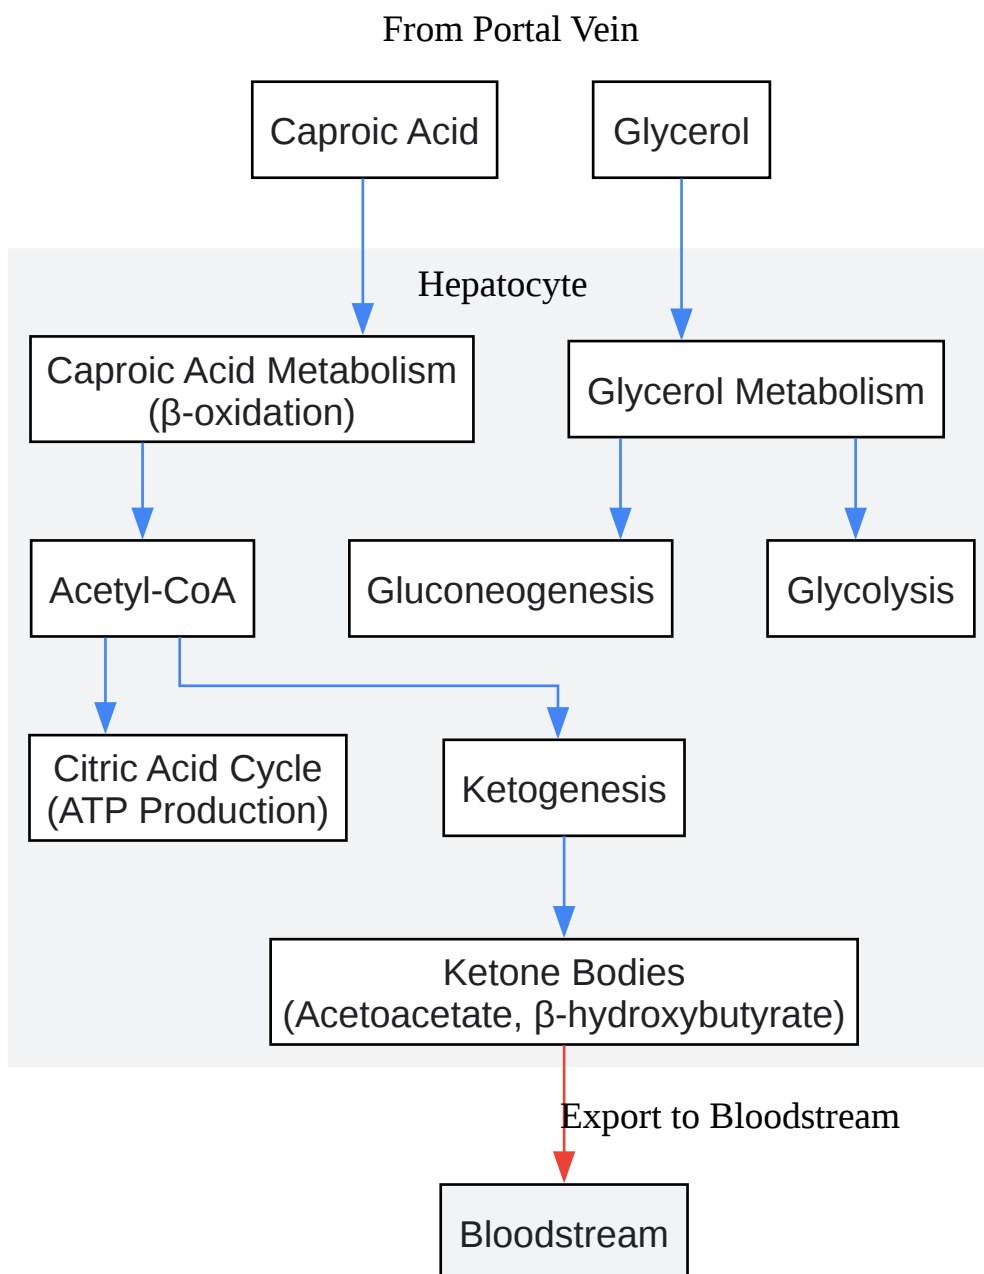 From Portal Vein
Caproic Acid
Glycerol
Hepatocyte
Caproic Acid Metabolism
(β-oxidation)
Glycerol Metabolism
Acetyl-CoA
Gluconeogenesis
Glycolysis
Citric Acid Cycle
(ATP Production)
Ketogenesis
Ketone Bodies
(Acetoacetate, β-hydroxybutyrate)
Export to Bloodstream
Bloodstream